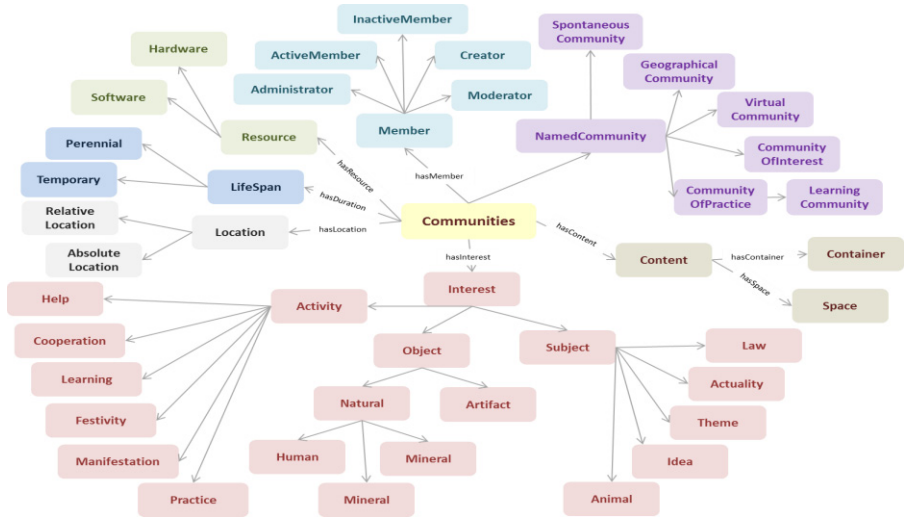 InactiveMember
Spontaneous
Community
Hardware
ActiveMember
Creator
Geographical
Community
Software
Administrator
Moderator
Virtual
Community
Resource
Member
NamedCommunity
Perennial
Community
OfInterest
hasResource
hasMember
Temporary
LifeSpan
hasDuration
Community
OfPractice
Learning
Community
Relative
Location
Location
hasLocation
Communities
hasContent
Absolute
Location
hasInterest
Content
hasContainer
Container
hasSpace
Help
Activity
Interest
Space
Cooperation
Object
Subject
Law
Learning
Actuality
Natural
Artifact
Festivity
Theme
Manifestation
Human
Mineral
Idea
Practice
Mineral
Animal